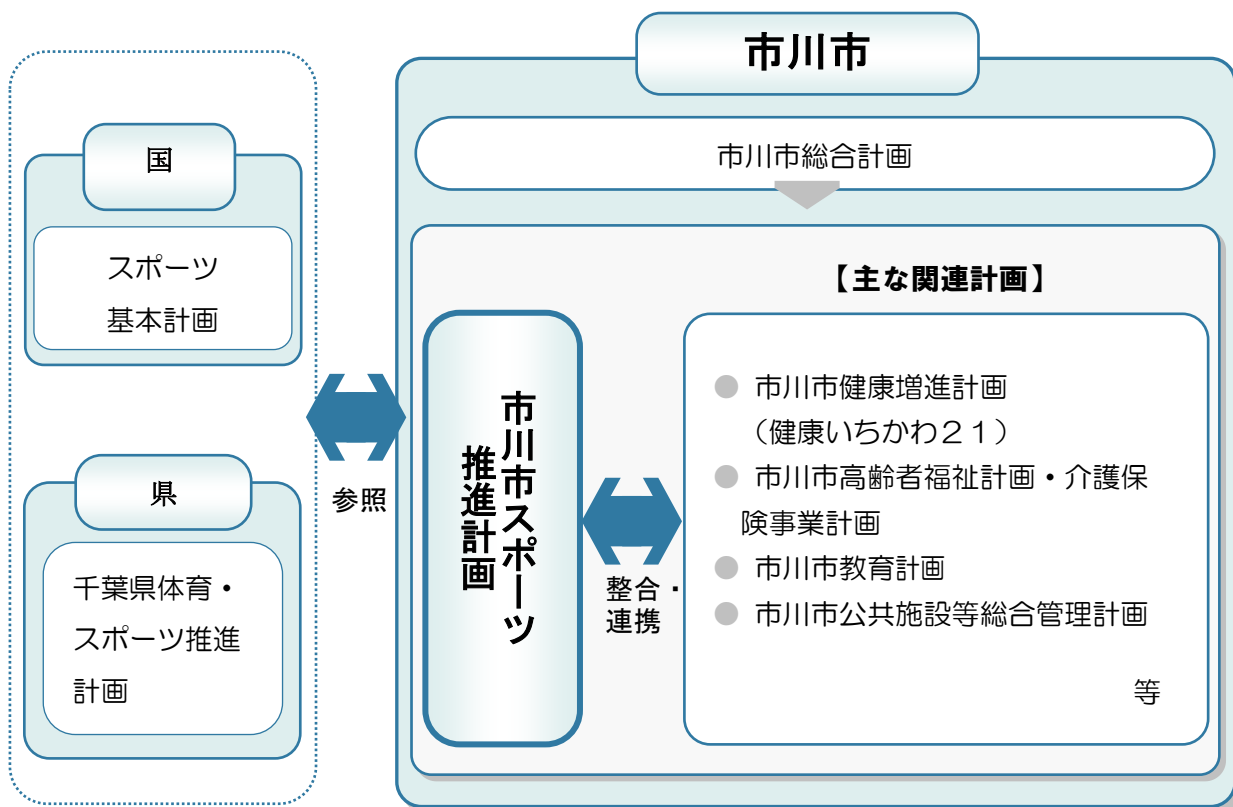 国
スポーツ
基本計画
県
千葉県体育・
スポーツ推進
計画
参照
市川市
市川市総合計画
市川市スポーツ
推進計画
整合・
連携
【主な関連計画】
● 市川市健康増進計画
（健康いちかわ２１）
● 市川市高齢者福祉計画・介護保
険事業計画
● 市川市教育計画
● 市川市公共施設等総合管理計画
等